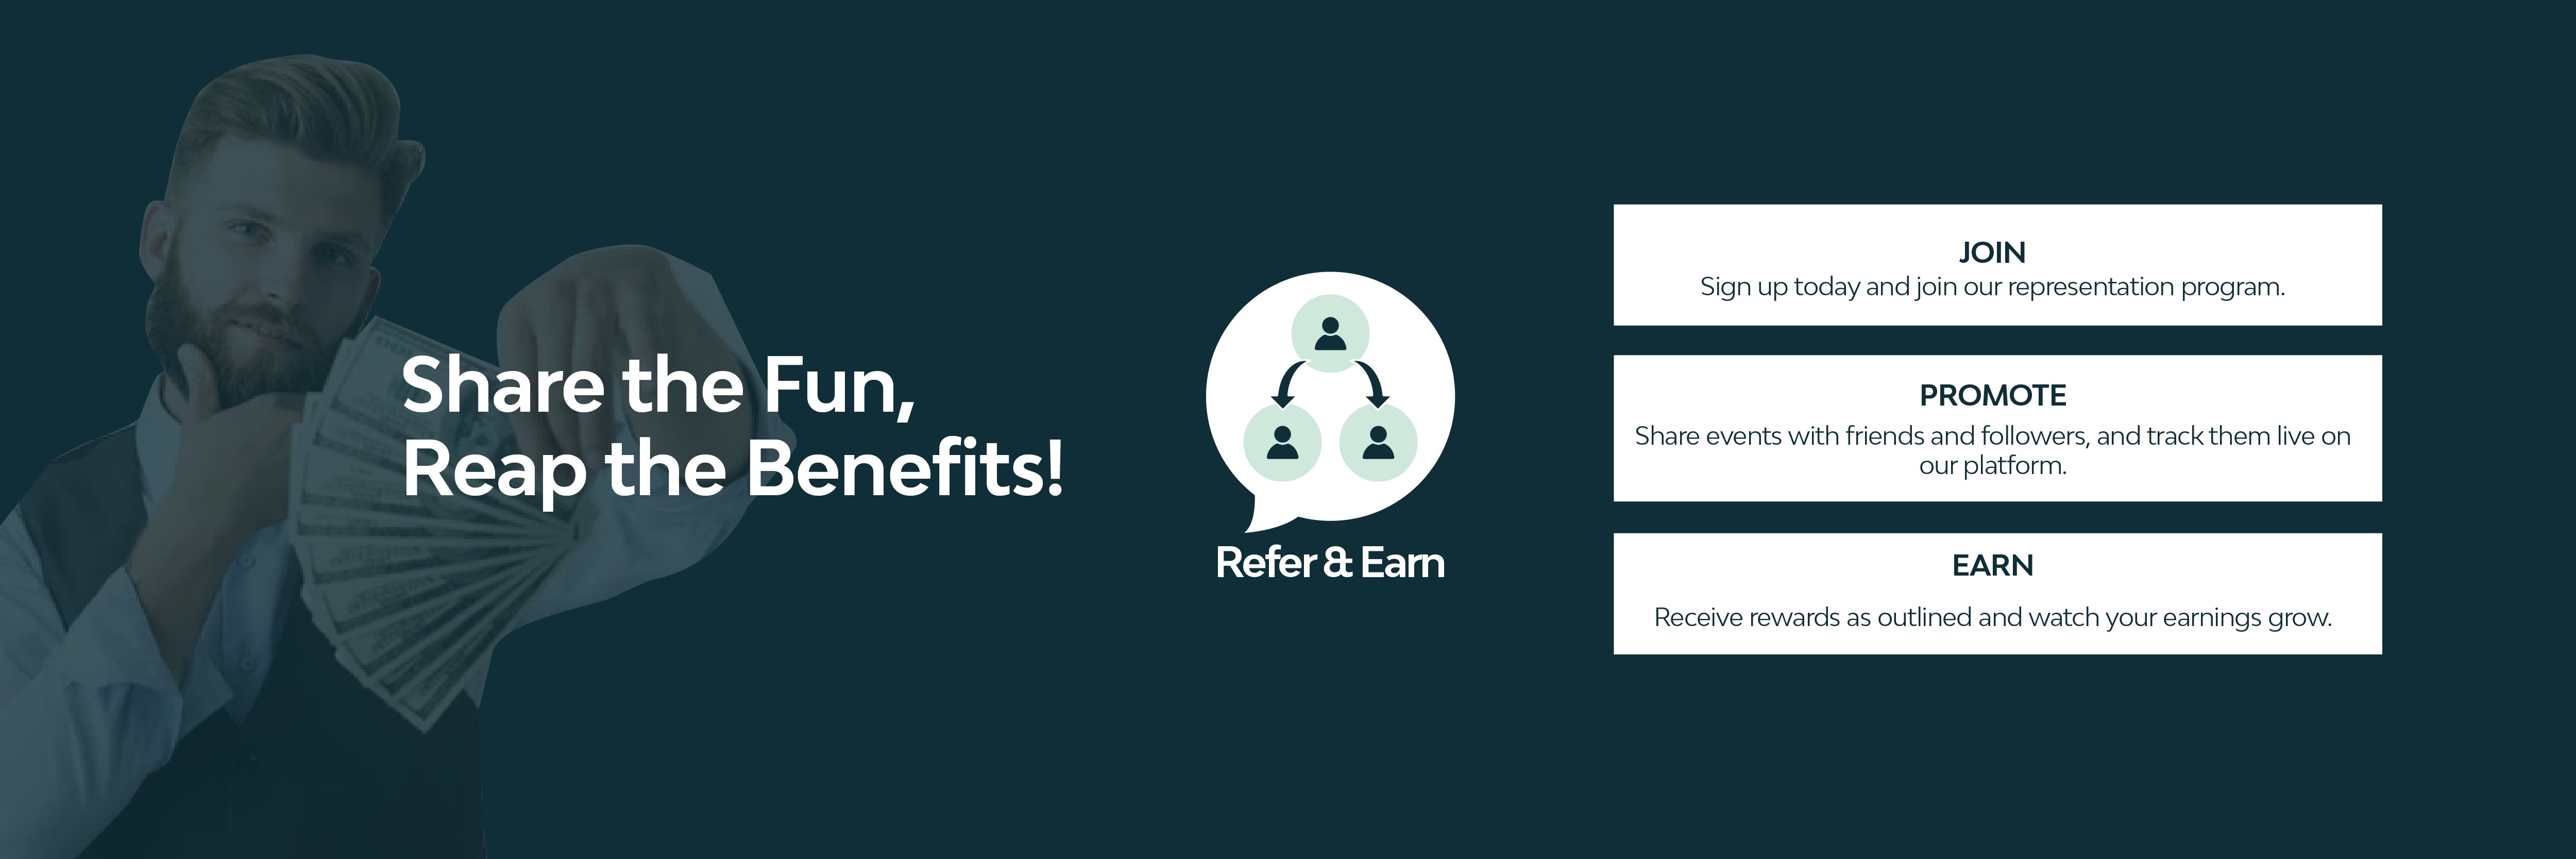 Share the Fun,
Reap the Benefits!
Refer & Earn
JOIN
Sign up today and join our representation program.
PROMOTE
Share events with friends and followers, and track them live on
our platform.
EARN
Receive rewards as outlined and watch your earnings grow.